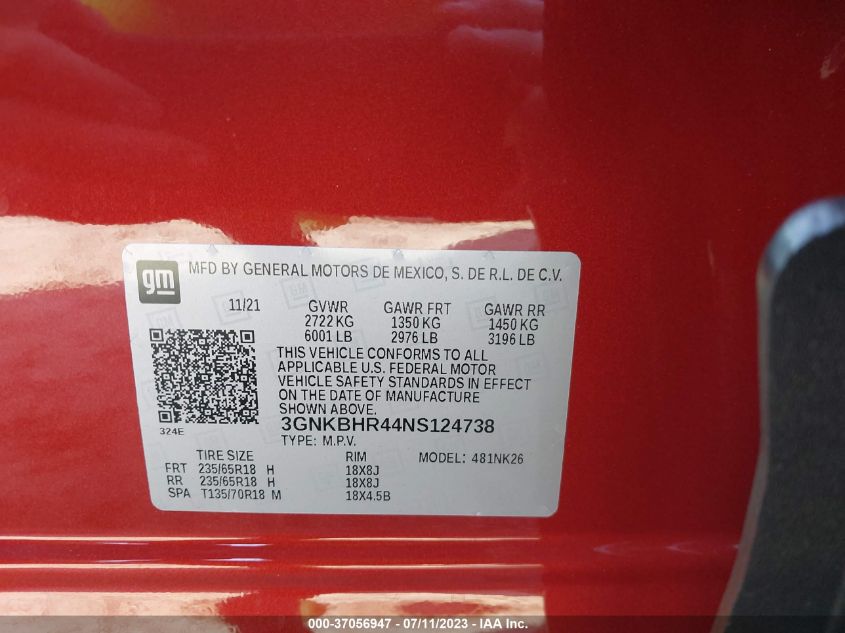 gm
MFD BY GENERAL MOTORS DE MEXICO, S. DE R.L. DE C.V.
11/21 GVWR GAWR FRT GAWR RR
2722 KG 1350 KG 1450 KG
6001 LB 2976 LB 3196 LB
THIS VEHICLE CONFORMS TO ALL
APPLICABLE U.S. FEDERAL MOTOR
VEHICLE SAFETY STANDARDS IN EFFECT
ON THE DATE OF MANUFACTURE
SHOWN ABOVE.
324E
3GNKBHR44NS124738
TYPE: M.P.V.
TIRE SIZE RIM MODEL: 481NK26
FRT 235/65R18 H 18X8J
RR 235/65R18 H 18X8J
SPA T135/70R18 M 18X4.5B
000-37056947 - 07/11/2023 - © IAA Inc.